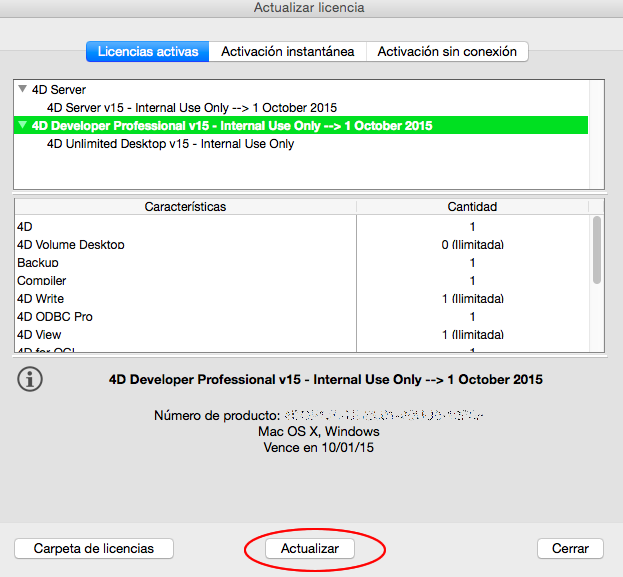 Actualizar licencia
Licencias activas
Activación instantánea
Activación sin conexión
4D Server
4D Server v15 - Internal Use Only --> 1 October 2015
4D Developer Professional v15 - Internal Use Only --> 1 October 2015
4D Unlimited Desktop v15 - Internal Use Only
Características Cantidad
4D 1
4D Volume Desktop 0 (Ilimitada)
Backup 1
Compiler 1
4D Write 1 (Ilimitada)
4D ODBC Pro 1
4D View 1 (Ilimitada)
4D for OCI 1
4D Developer Professional v15 - Internal Use Only --> 1 October 2015
Número de producto:
Mac OS X, Windows
Vence en 10/01/15
Carpeta de licencias
Actualizar
Cerrar